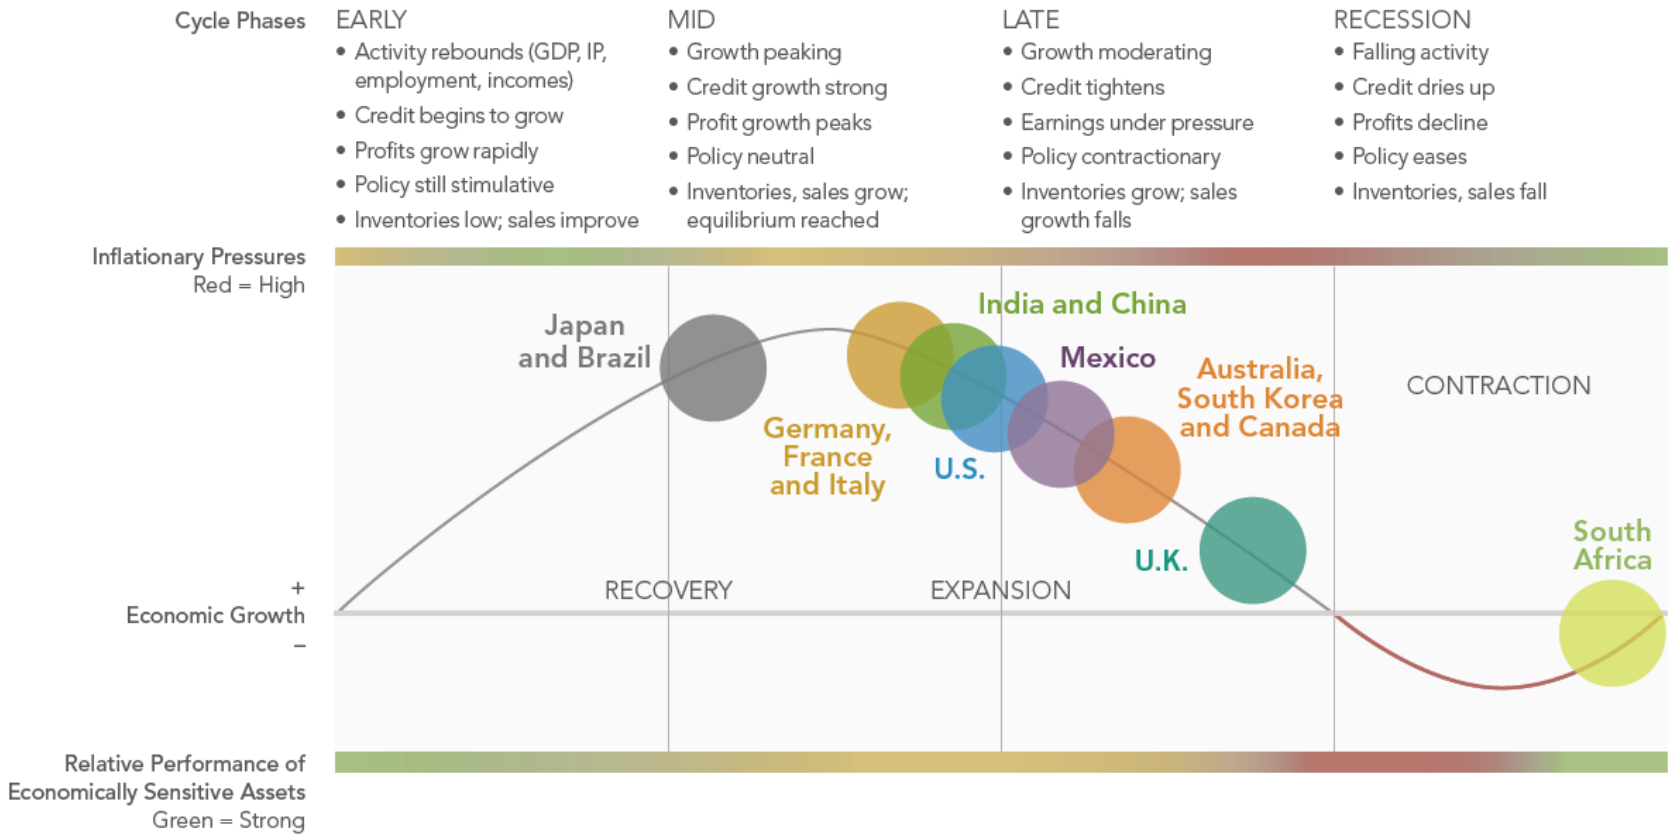 Cycle Phases
EARLY
• Activity rebounds (GDP, IP,
employment, incomes)
• Credit begins to grow
• Profits grow rapidly
• Policy still stimulative
• Inventories low; sales improve
MID
• Growth peaking
• Credit growth strong
• Profit growth peaks
• Policy neutral
• Inventories, sales grow;
equilibrium reached
LATE
• Growth moderating
• Credit tightens
• Earnings under pressure
• Policy contractionary
• Inventories grow; sales
growth falls
RECESSION
• Falling activity
• Credit dries up
• Profits decline
• Policy eases
• Inventories, sales fall
Inflationary Pressures
Red = High
Japan
and Brazil
Germany,
France
and Italy
India and China
U.S.
Mexico
Australia,
South Korea
and Canada
U.K.
CONTRACTION
South
Africa
RECOVERY
EXPANSION
+
Economic Growth
–
Relative Performance of
Economically Sensitive Assets
Green = Strong